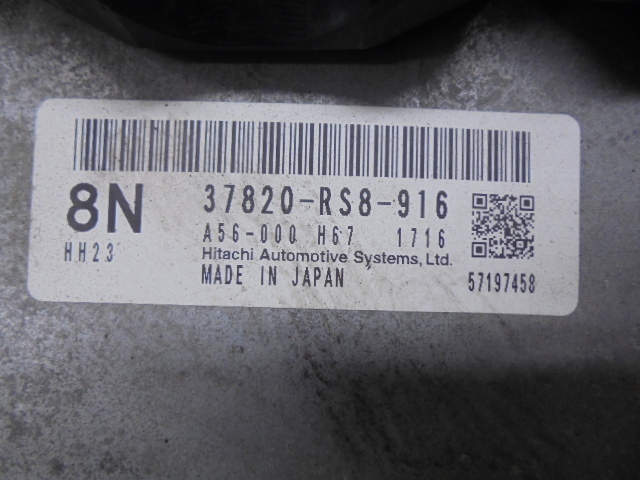 8N 37820-RS8-916
HH23 A56-000 H67 1716
Hitachi Automotive Systems, Ltd.
MADE IN JAPAN 57197458